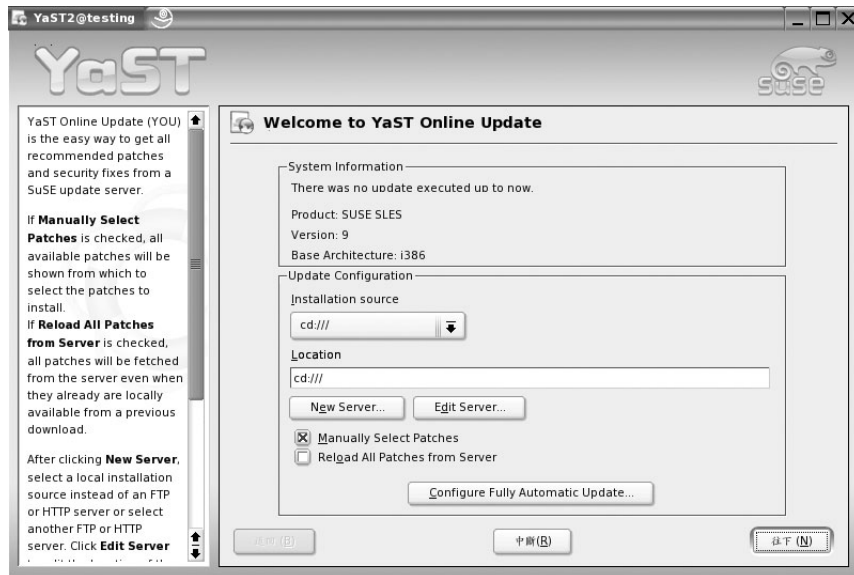 YaST2@testing
YaST
SUSE
YaST Online Update (YOU)
is the easy way to get all
recommended patches
and security fixes from a
SuSE update server.
If Manually Select
Patches is checked, all
available patches will be
shown from which to
select the patches to
install.
If Reload All Patches
from Server is checked,
all patches will be fetched
from the server even when
they already are locally
available from a previous
download.
After clicking New Server,
select a local installation
source instead of an FTP
or HTTP server or select
another FTP or HTTP
server. Click Edit Server
Welcome to YaST Online Update
System Information
There was no update executed up to now.
Product: SUSE SLES
Version: 9
Base Architecture: i386
Update Configuration
Installation source
cd:///
Location
cd:///
New Server...
Edit Server...
Manually Select Patches
Reload All Patches from Server
Configure Fully Automatic Update...
(B)
中斷(R)
往下(N)